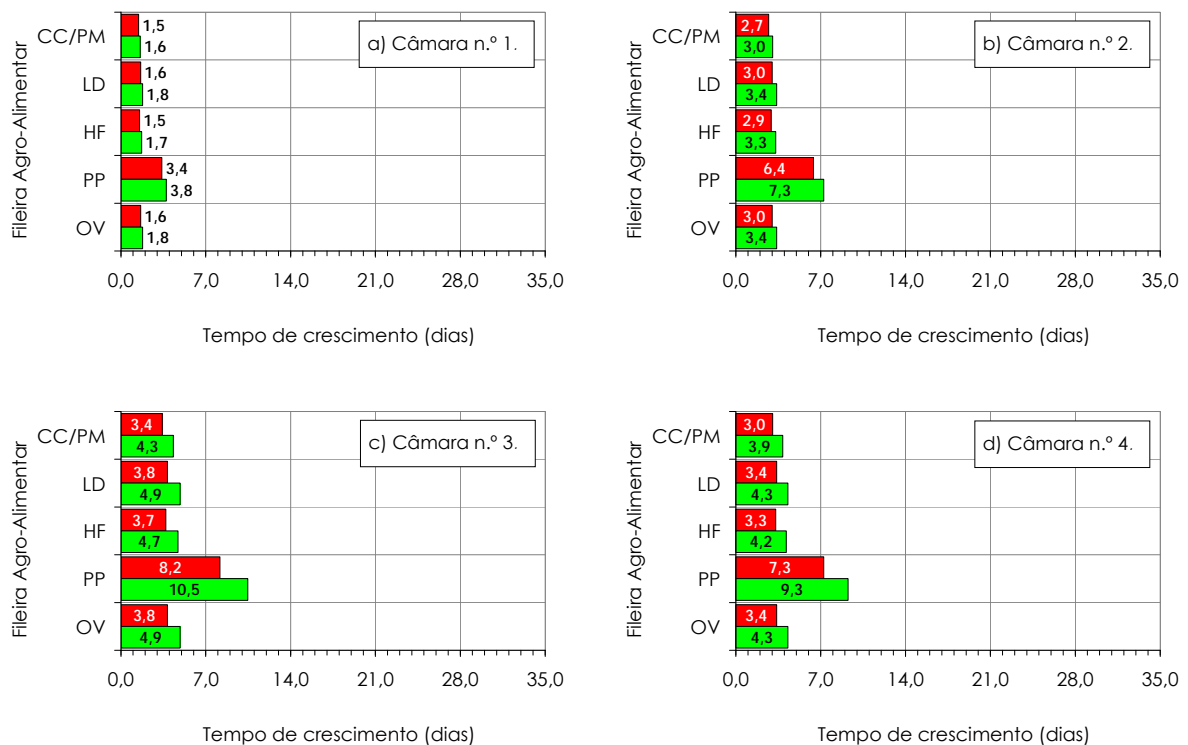 a) Câmara n.º 1.
Fileira Agro-Alimentar
CC/PM
1,5
1,6
LD
1,6
1,8
HF
1,5
1,7
PP
3,4
3,8
OV
1,6
1,8
0,0 7,0 14,0 21,0 28,0 35,0
Tempo de crescimento (dias)
b) Câmara n.º 2.
Fileira Agro-Alimentar
CC/PM
2,7
3,0
LD
3,0
3,4
HF
2,9
3,3
PP
6,4
7,3
OV
3,0
3,4
0,0 7,0 14,0 21,0 28,0 35,0
Tempo de crescimento (dias)
c) Câmara n.º 3.
Fileira Agro-Alimentar
CC/PM
3,4
4,3
LD
3,8
4,9
HF
3,7
4,7
PP
8,2
10,5
OV
3,8
4,9
0,0 7,0 14,0 21,0 28,0 35,0
Tempo de crescimento (dias)
d) Câmara n.º 4.
Fileira Agro-Alimentar
CC/PM
3,0
3,9
LD
3,4
4,3
HF
3,3
4,2
PP
7,3
9,3
OV
3,4
4,3
0,0 7,0 14,0 21,0 28,0 35,0
Tempo de crescimento (dias)